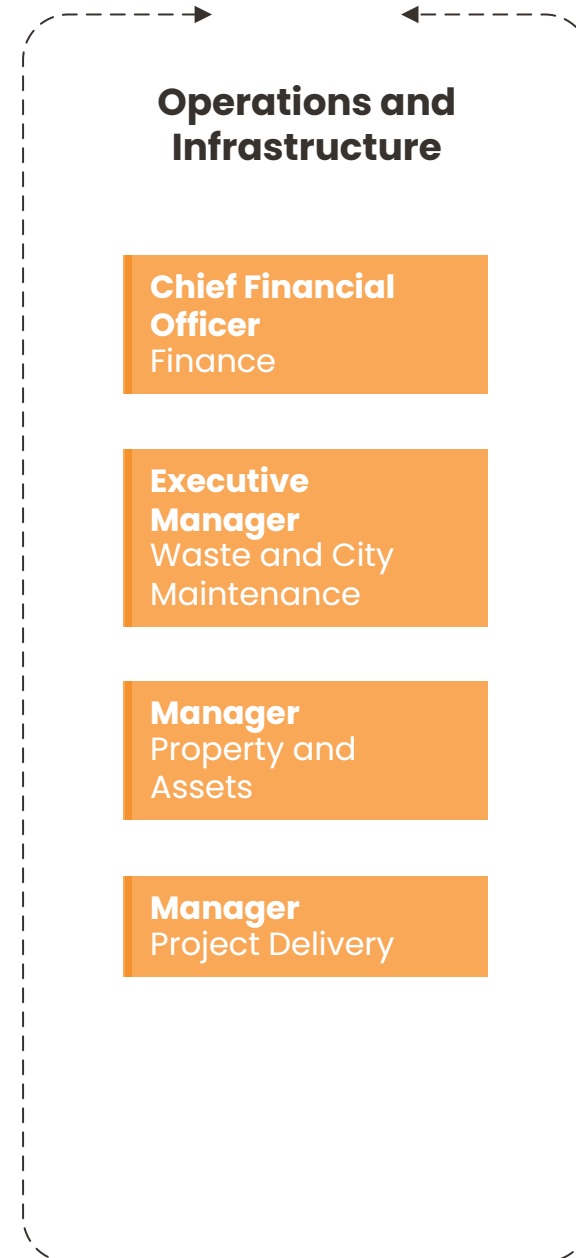 Operations and
Infrastructure
Chief Financial
Officer
Finance
Executive
Manager
Waste and City
Maintenance
Manager
Property and
Assets
Manager
Project Delivery